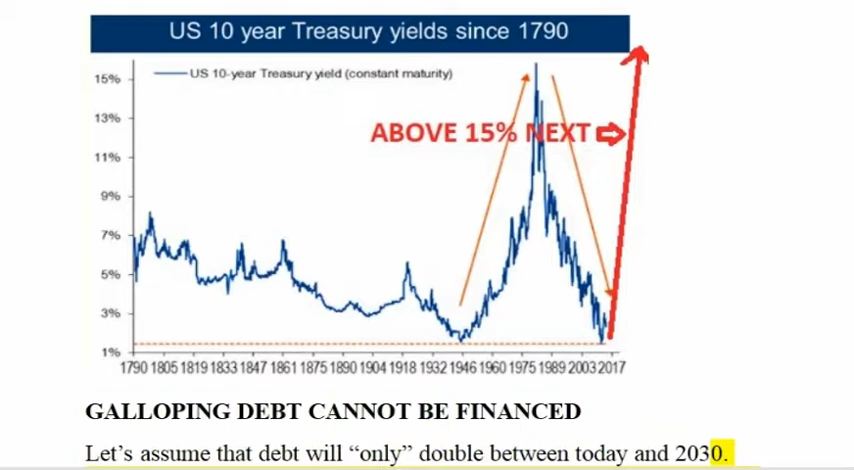 US 10 year Treasury yields since 1790
US 10-year Treasury yield (constant maturity)
15%
13%
ABOVE 15% NEXT
11%
9%
7%
5%
3%
1%
1790 1805 1819 1833 1847 1861 1875 1890 1904 1918 1932 1946 1960 1975 1989 2003 2017
GALLOPING DEBT CANNOT BE FINANCED
Let’s assume that debt will “only” double between today and 2030.